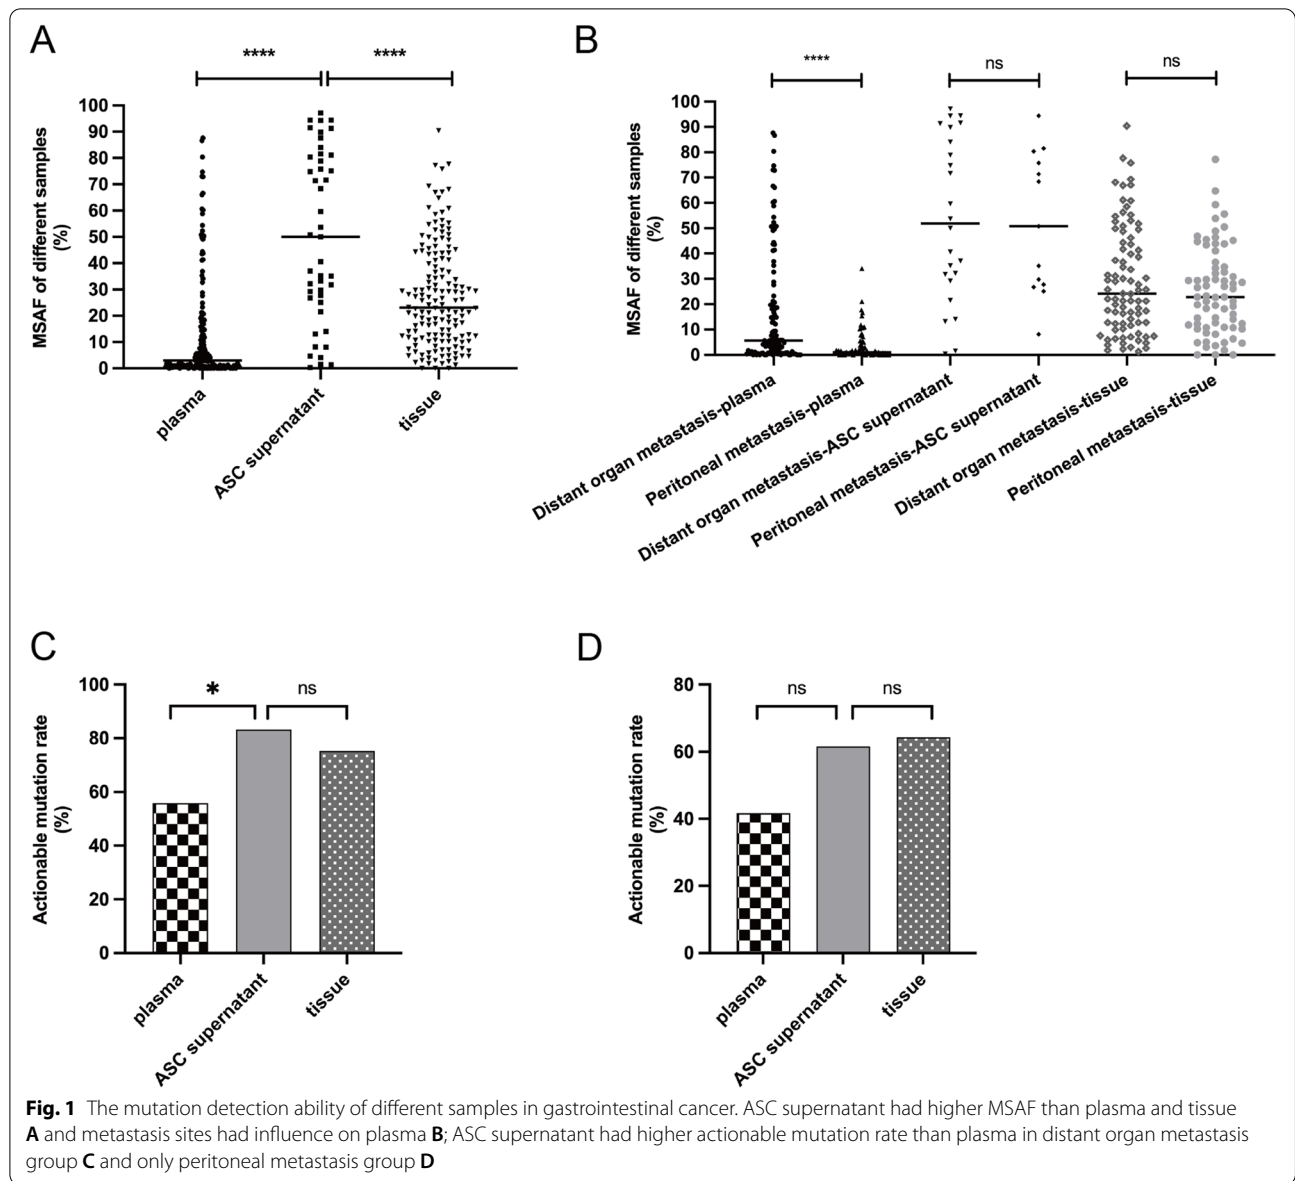 A
B
**** ****
**** ns ns
MSAF of different samples
(%)
100
90
80
70
60
50
40
30
20
10
0
plasma
ASC supernatant
tissue
MSAF of different samples
(%)
100
90
80
70
60
50
40
30
20
10
0
Distant organ metastasis-plasma
Peritoneal metastasis-plasma
Distant organ metastasis-ASC supernatant
Peritoneal metastasis-ASC supernatant
Distant organ metastasis-tissue
Peritoneal metastasis-tissue
C
* ns
Actionable mutation rate
(%)
100
80
60
40
20
0
plasma
ASC supernatant
tissue
D
ns ns
Actionable mutation rate
(%)
80
60
40
20
0
plasma
ASC supernatant
tissue
Fig. 1 The mutation detection ability of different samples in gastrointestinal cancer. ASC supernatant had higher MSAF than plasma and tissue
A and metastasis sites had influence on plasma B; ASC supernatant had higher actionable mutation rate than plasma in distant organ metastasis
group C and only peritoneal metastasis group D